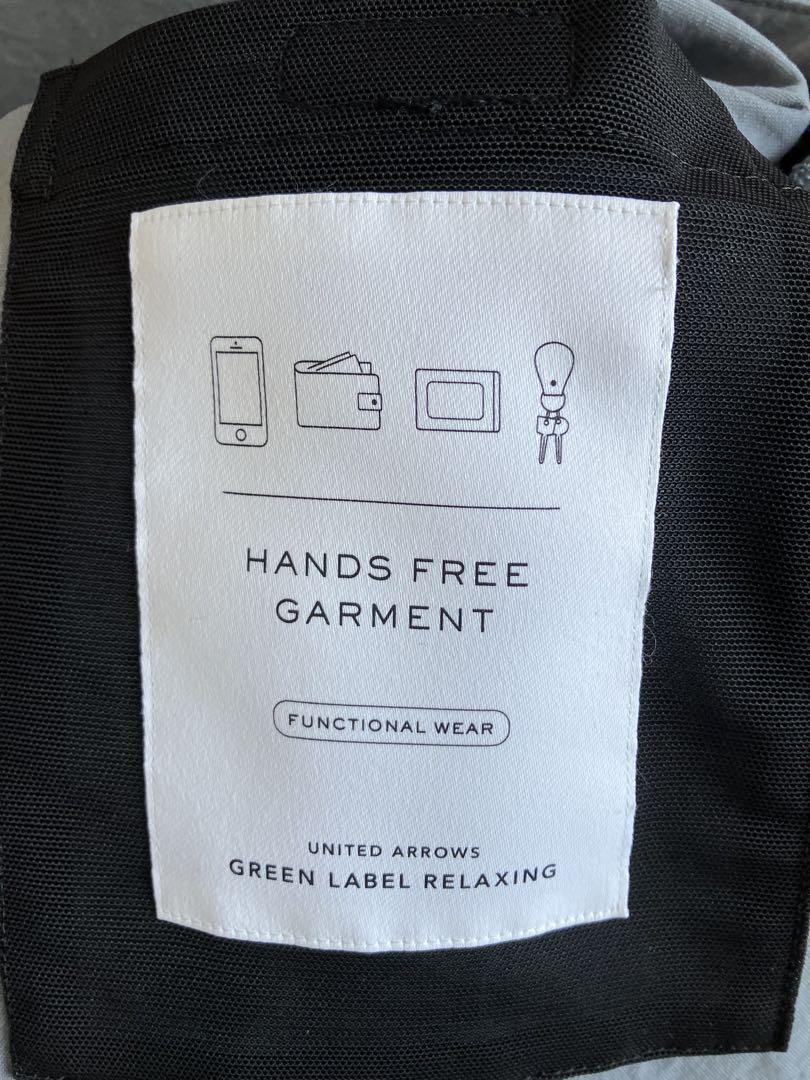 HANDS FREE
GARMENT
FUNCTIONAL WEAR
UNITED ARROWS
GREEN LABEL RELAXING